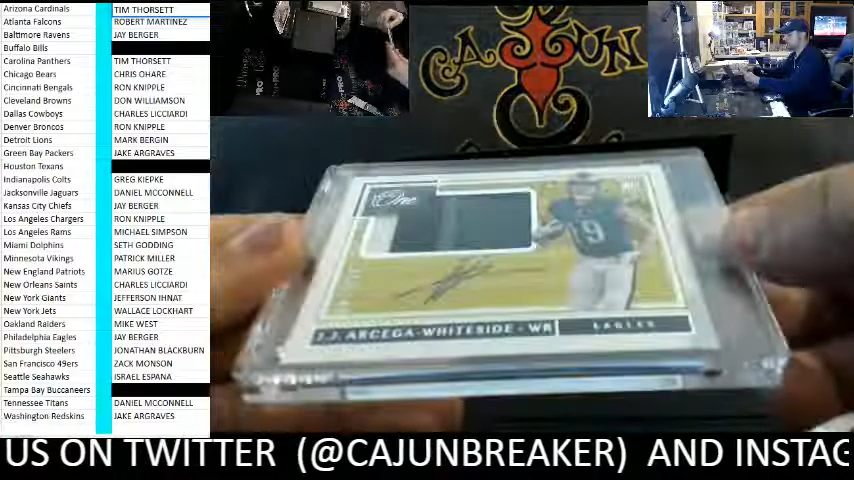 Arizona Cardinals TIM THORSETT
Atlanta Falcons ROBERT MARTINEZ
Baltimore Ravens JAY BERGER
Buffalo Bills
Carolina Panthers TIM THORSETT
Chicago Bears CHRIS OHARE
Cincinnati Bengals RON KNIPPLE
Cleveland Browns DON WILLIAMSON
Dallas Cowboys CHARLES LICCIARDI
Denver Broncos RON KNIPPLE
Detroit Lions MARK BERGIN
Green Bay Packers JAKE ARGRAVES
Houston Texans
Indianapolis Colts GREG KIEPKE
Jacksonville Jaguars DANIEL MCCONNELL
Kansas City Chiefs JAY BERGER
Los Angeles Chargers RON KNIPPLE
Los Angeles Rams MICHAEL SIMPSON
Miami Dolphins SETH GODDING
Minnesota Vikings PATRICK MILLER
New England Patriots MARIUS GOTZE
New Orleans Saints CHARLES LICCIARDI
New York Giants JEFFERSON IHNAT
New York Jets WALLACE LOCKHART
Oakland Raiders MIKE WEST
Philadelphia Eagles JAY BERGER
Pittsburgh Steelers JONATHAN BLACKBURN
San Francisco 49ers ZACK MONSON
Seattle Seahawks ISRAEL ESPANA
Tampa Bay Buccaneers
Tennessee Titans DANIEL MCCONNELL
Washington Redskins JAKE ARGRAVES
CAJUN
One
19
J.J. ARCEGA-WHITESIDE - WR EAGLES
US ON TWITTER (@CAJUNBREAKER) AND INSTAG